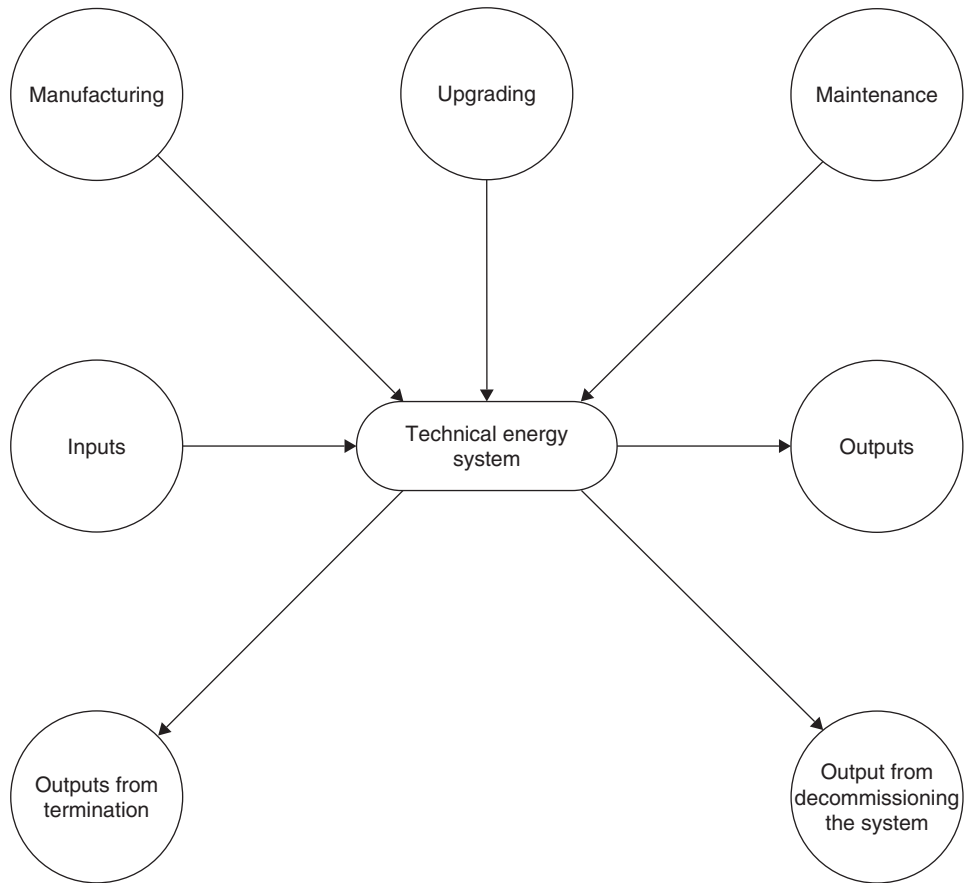 Manufacturing
Upgrading
Maintenance
Inputs
Technical energy
system
Outputs
Outputs from
termination
Output from
decommissioning
the system